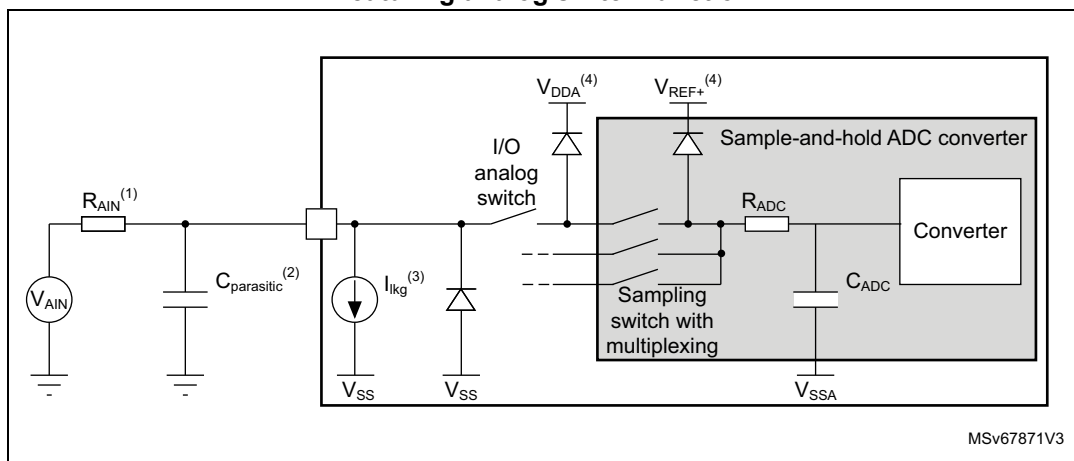 V_DDA^(4)
V_REF+^(4)
Sample-and-hold ADC converter
I/O
analog
switch
R_AIN^(1)
R_ADC
Converter
V_AIN
C_parasitic^(2)
I_lkg^(3)
C_ADC
Sampling
switch with
multiplexing
V_SS
V_SS
V_SSA
MSv67871V3